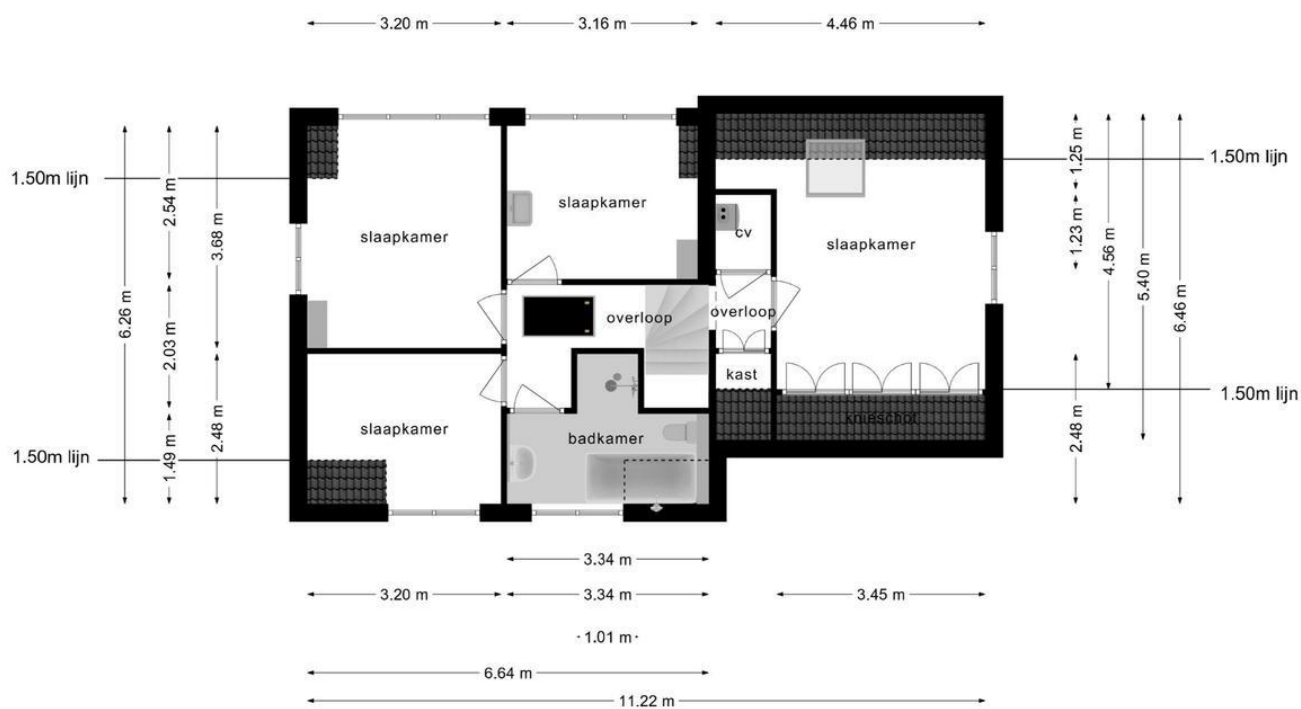 3.20 m
3.16 m
4.46 m
1.50m lijn
1.50m lijn
6.26 m
2.54 m
3.68 m
2.03 m
1.49 m
2.48 m
slaapkamer
slaapkamer
cv
slaapkamer
overloop
overloop
kast
slaapkamer
badkamer
knieschot
1.25 m
1.23 m
4.56 m
5.40 m
6.46 m
2.48 m
1.50m lijn
1.50m lijn
3.34 m
3.20 m
3.34 m
3.45 m
1.01 m
6.64 m
11.22 m